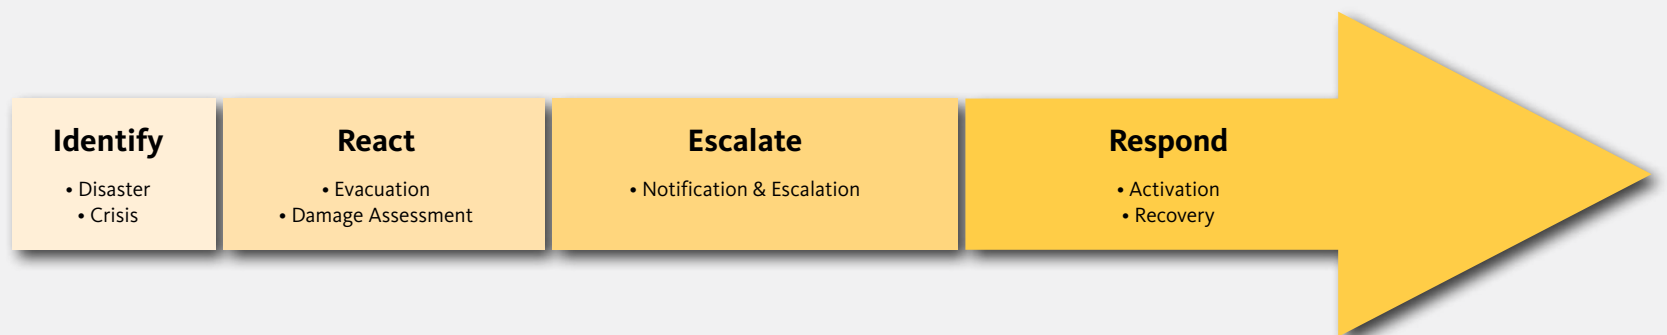 Identify
• Disaster
• Crisis
React
• Evacuation
• Damage Assessment
Escalate
• Notification & Escalation
Respond
• Activation
• Recovery